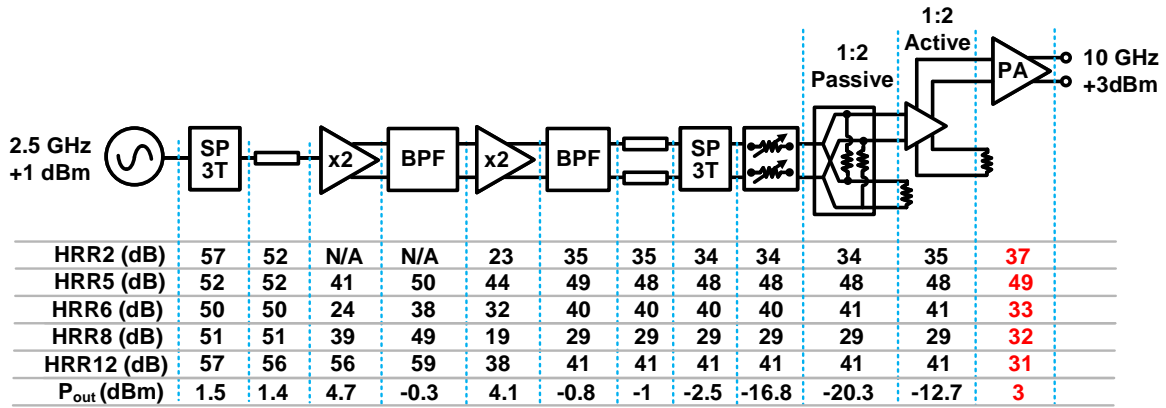 1:2
Active
1:2
Passive
PA
10 GHz
+3dBm
2.5 GHz
+1 dBm
SP
3T
x2
BPF
x2
BPF
SP
3T
HRR2 (dB) 57 52 N/A N/A 23 35 35 34 34 34 35 37
HRR5 (dB) 52 52 41 50 44 49 48 48 48 48 48 49
HRR6 (dB) 50 50 24 38 32 40 40 40 40 41 41 33
HRR8 (dB) 51 51 39 49 19 29 29 29 29 29 29 32
HRR12 (dB) 57 56 56 59 38 41 41 41 41 41 41 31
Pout (dBm) 1.5 1.4 4.7 -0.3 4.1 -0.8 -1 -2.5 -16.8 -20.3 -12.7 3